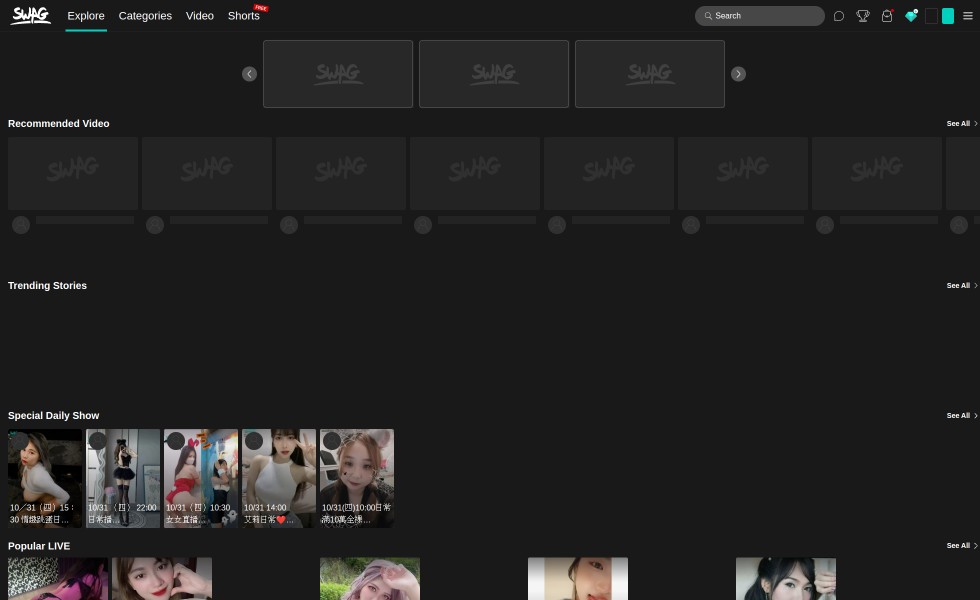 SWAG
Explore
Categories
Video
Shorts
FREE
Search
SWAG
SWAG
SWAG
Recommended Video
See All
SWAG
SWAG
SWAG
SWAG
SWAG
SWAG
SWAG
Trending Stories
See All
Special Daily Show
See All
10／31（四）15：
30 情趣跳蛋日…
10/31（四） 22:00
日常播…
10/31（四）10:30
女女直播…
10/31 14:00
艾莉日常❤️…
10/31(四)10:00日常
滿10萬全裸…
Popular LIVE
See All